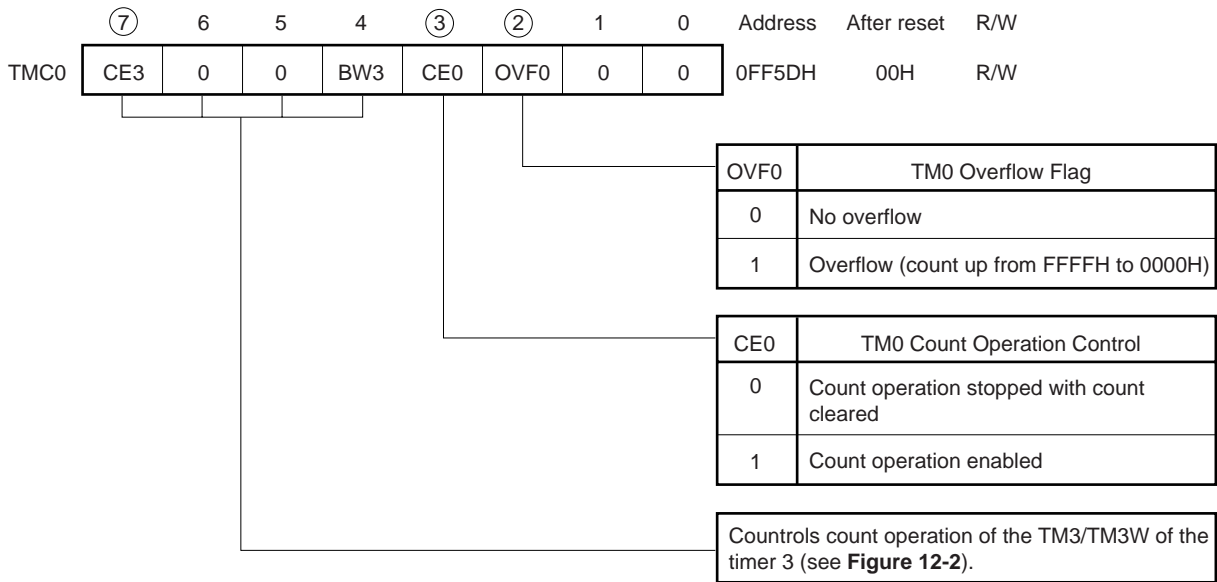 ⑦ 6 5 4 ③ ② 1 0 Address After reset R/W
TMC0 CE3 0 0 BW3 CE0 OVF0 0 0 0FF5DH 00H R/W
OVF0 TM0 Overflow Flag
0 No overflow
1 Overflow (count up from FFFFH to 0000H)
CE0 TM0 Count Operation Control
0 Count operation stopped with count
cleared
1 Count operation enabled
Countrols count operation of the TM3/TM3W of the
timer 3 (see Figure 12-2).